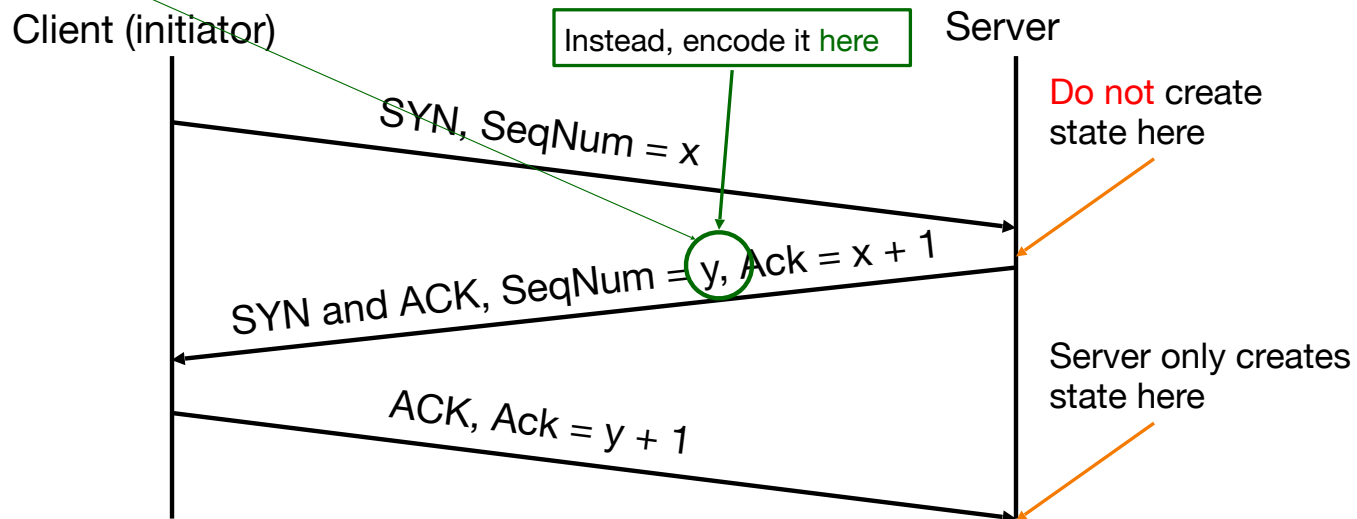 Client (initiator)
Instead, encode it here
Server
Do not create
state here
SYN, SeqNum = x
SYN and ACK, SeqNum = y, Ack = x + 1
Server only creates
state here
ACK, Ack = y + 1